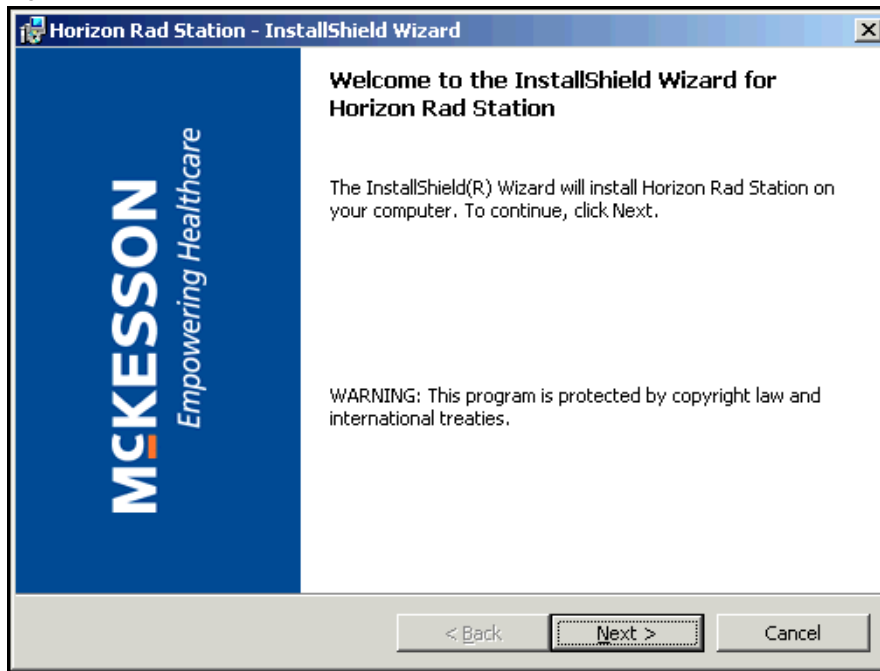 Horizon Rad Station - InstallShield Wizard
McKESSON
Empowering Healthcare
Welcome to the InstallShield Wizard for
Horizon Rad Station
The InstallShield(R) Wizard will install Horizon Rad Station on
your computer. To continue, click Next.
WARNING: This program is protected by copyright law and
international treaties.
< Back
Next >
Cancel